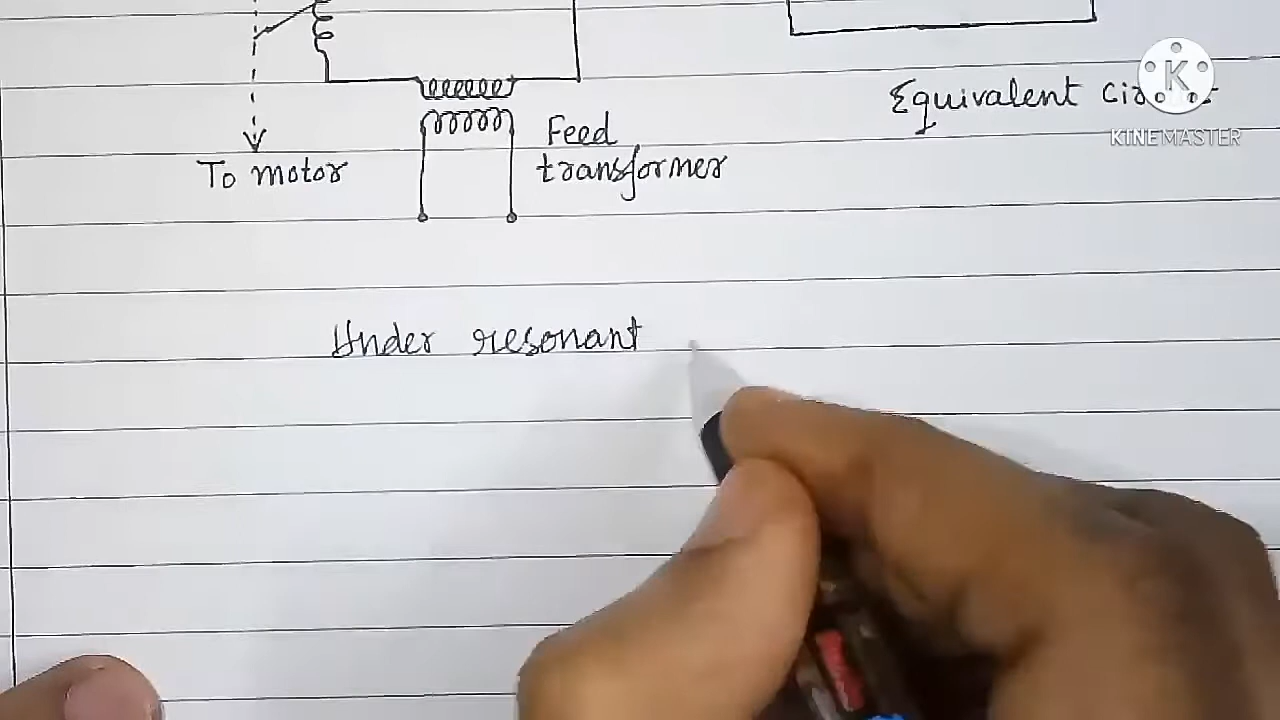 Equivalent
KINEMASTER
Feed
transformer
To motor
Under resonant